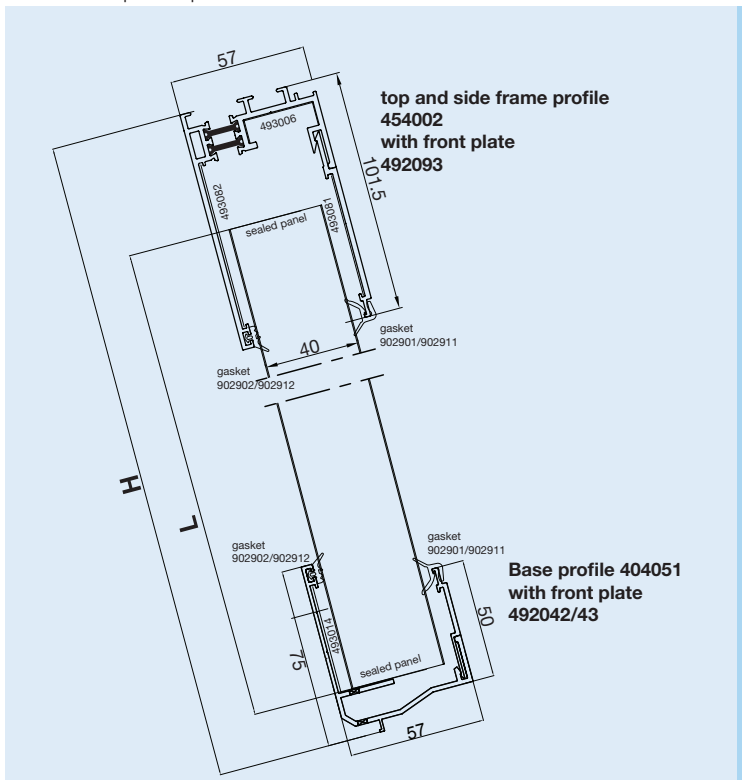 57
top and side frame profile
454002
with front plate
492093
493006
101.5
493082
493081
sealed panel
gasket
902901/902911
40
gasket
902902/902912
H
L
gasket
902902/902912
gasket
902901/902911
Base profile 404051
with front plate
492042/43
50
493014
75
sealed panel
57